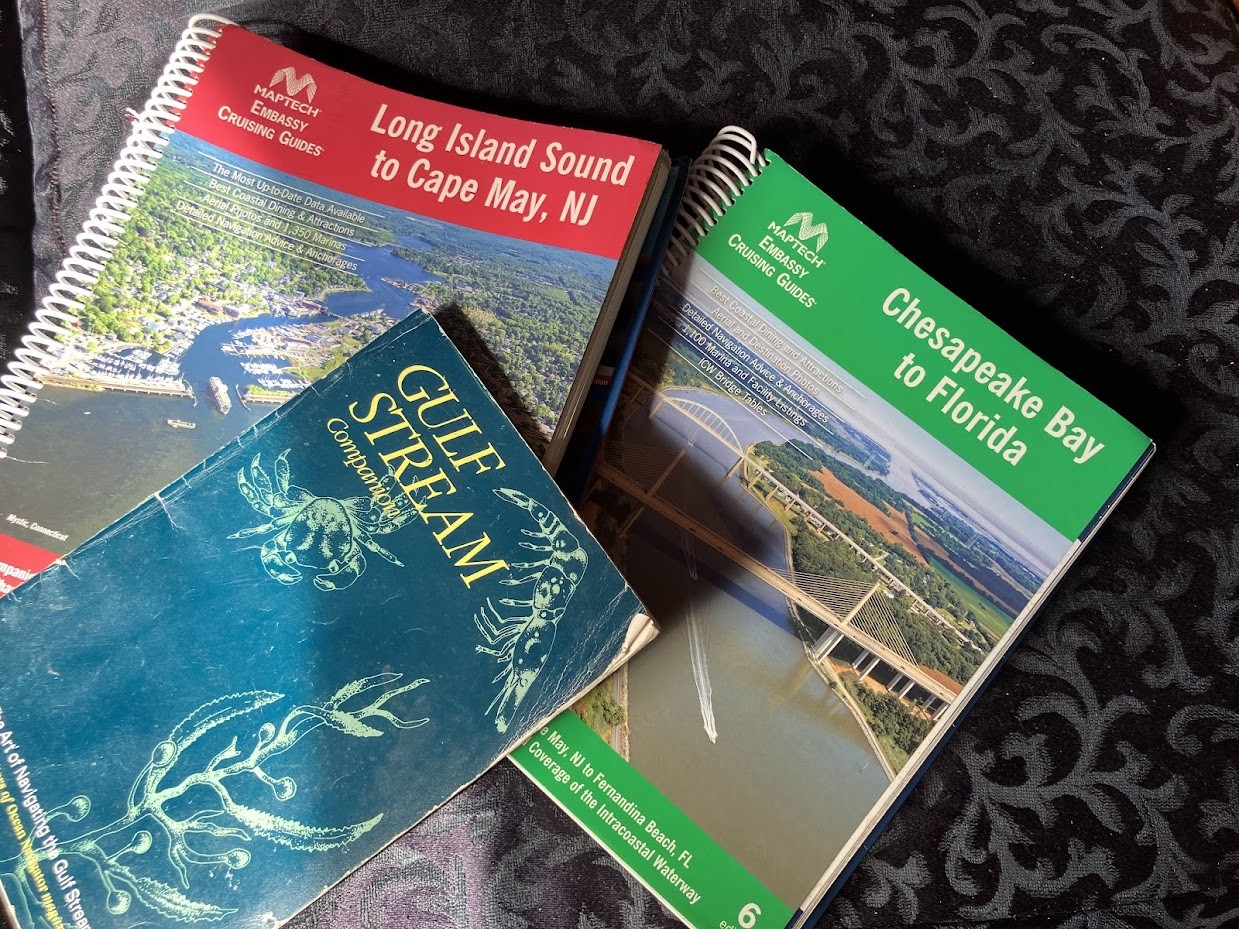 MAPTECH
EMBASSY
CRUISING GUIDES
Long Island Sound
to Cape May, NJ
The Most Up-to-Date Data Available
Best Coastal Dining & Attractions
Aerial Photos and 1,350 Marinas
Detailed Navigation Advice & Anchorages
Mystic, Connecticut
MAPTECH
EMBASSY
CRUISING GUIDES
Chesapeake Bay
to Florida
Best Coastal Dining and Attractions
Aerial and Destination Photos
Detailed Navigation Advice & Anchorages
1,100 Marina and Facility Listings
ICW Bridge Tables
May, NJ to Fernandina Beach, FL
Coverage of the Intracoastal Waterway
6
GULF
STREAM
Companion
Art of Navigating the Gulf Stream
of Ocean Navigator